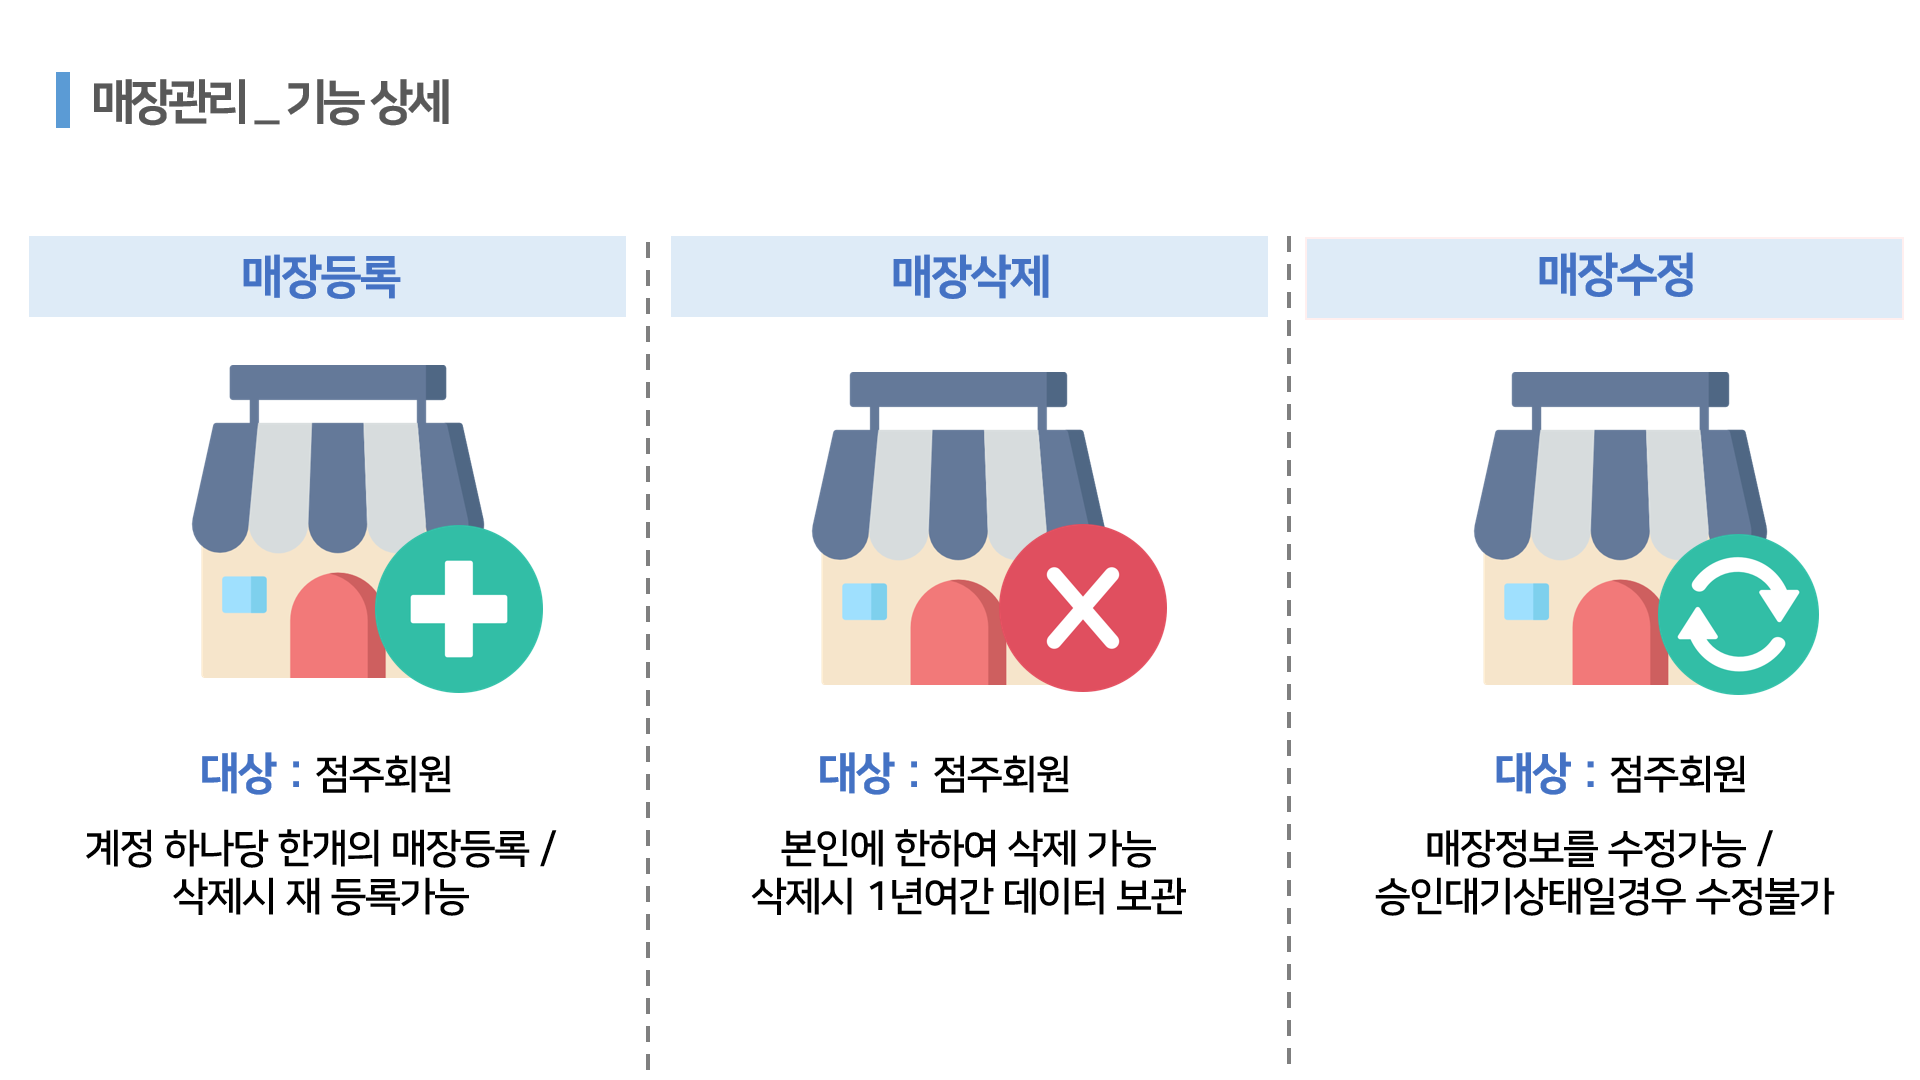 매장관리 _ 기능 상세
매장등록
대상 : 점주회원
계정 하나당 한개의 매장등록 /
삭제시 재 등록가능
매장삭제
대상 : 점주회원
본인에 한하여 삭제 가능
삭제시 1년여간 데이터 보관
매장수정
대상 : 점주회원
매장정보를 수정가능 /
승인대기상태일경우 수정불가